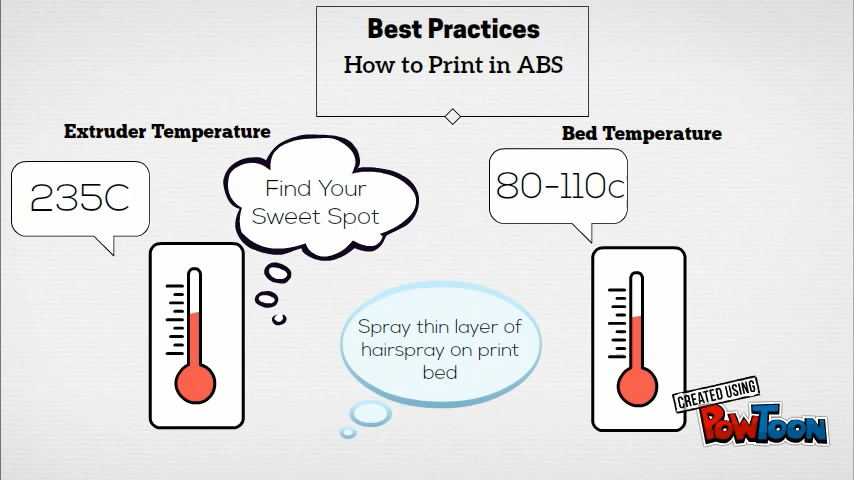 Best Practices
How to Print in ABS
Extruder Temperature
Bed Temperature
235C
Find Your
Sweet Spot
80-110c
Spray thin layer of
hairspray on print
bed
CREATED USING
POWTOON